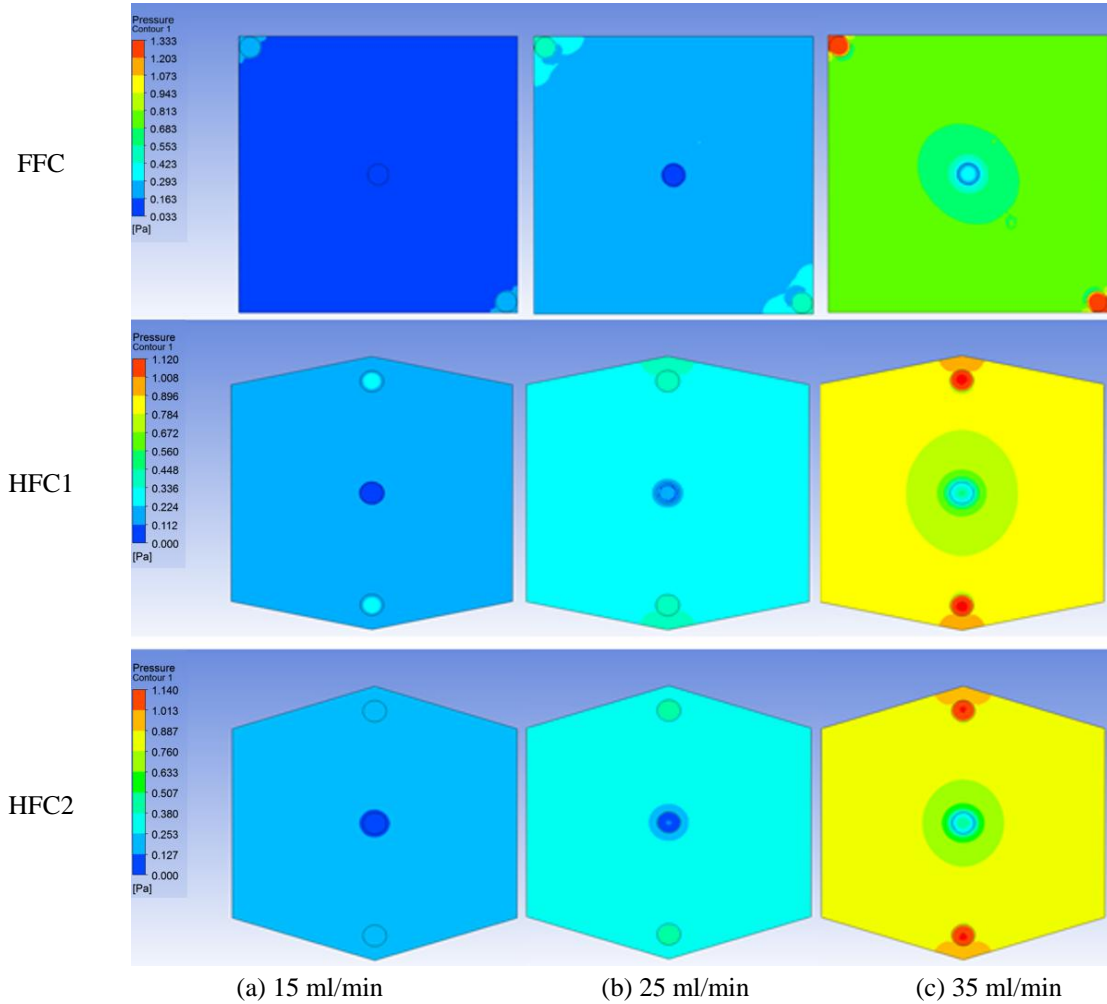 Pressure
Contour 1
1.333
1.203
1.073
0.943
0.813
0.683
0.553
0.423
0.293
0.163
0.033
[Pa]
FFC
Pressure
Contour 1
1.120
1.008
0.896
0.784
0.672
0.560
0.448
0.336
0.224
0.112
0.000
[Pa]
HFC1
Pressure
Contour 1
1.140
1.013
0.887
0.760
0.633
0.507
0.380
0.253
0.127
0.000
[Pa]
HFC2
(a) 15 ml/min (b) 25 ml/min (c) 35 ml/min